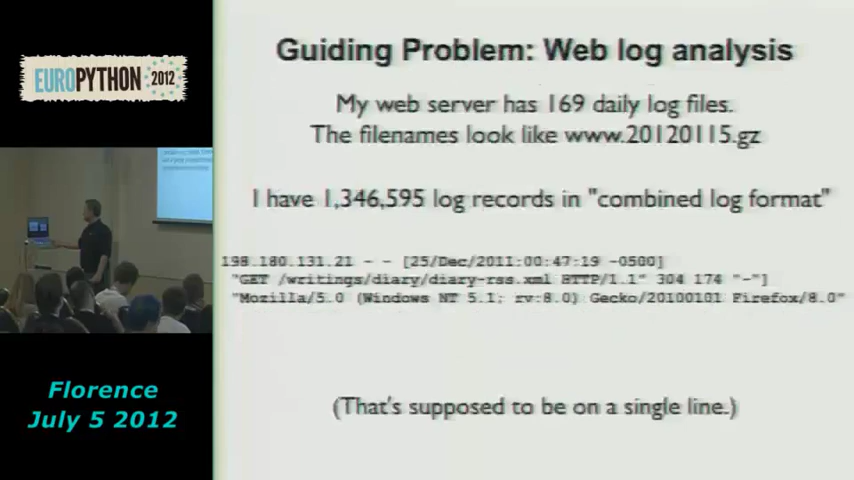 EUROPYTHON 2012
Guiding Problem: Web log analysis
My web server has 169 daily log files.
The filenames look like www.20120115.gz
I have 1,346,595 log records in "combined log format"
198.180.131.21 - - [25/Dec/2011:00:47:19 -0500]
"GET /writings/diary/diary-rss.xml HTTP/1.1" 304 174 "-"]
"Mozilla/5.0 (Windows NT 5.1; rv:8.0) Gecko/20100101 Firefox/8.0"
(That's supposed to be on a single line.)
Florence
July 5 2012